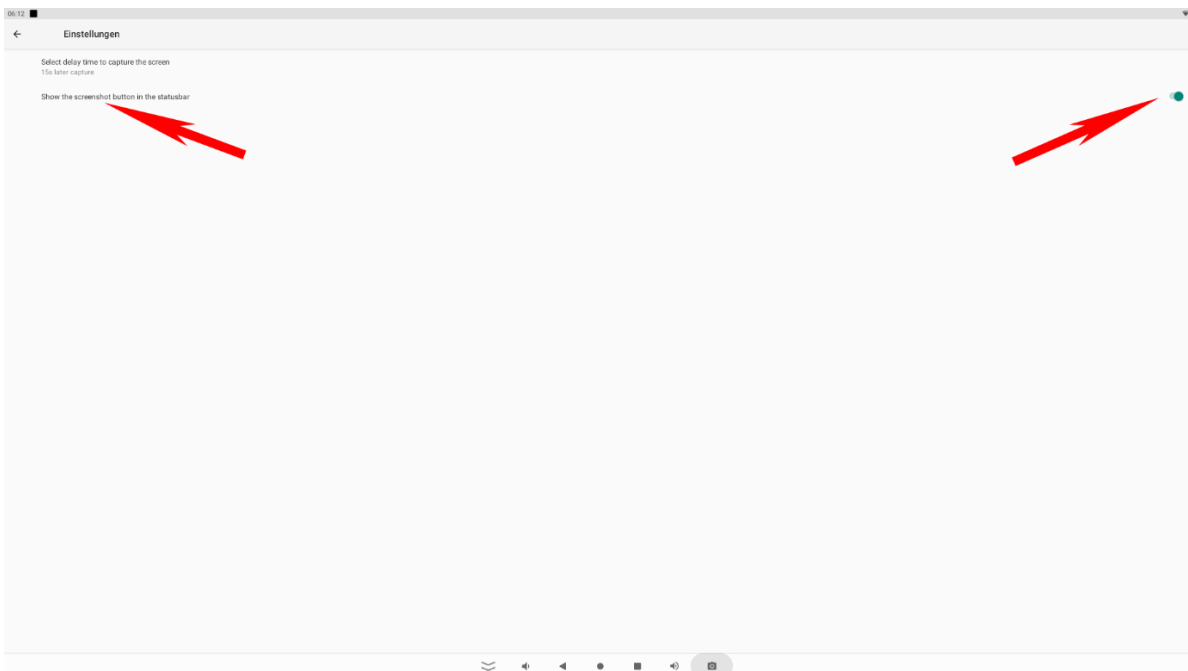 06:12
Einstellungen
Select delay time to capture the screen
15s later capture
Show the screenshot button in the statusbar